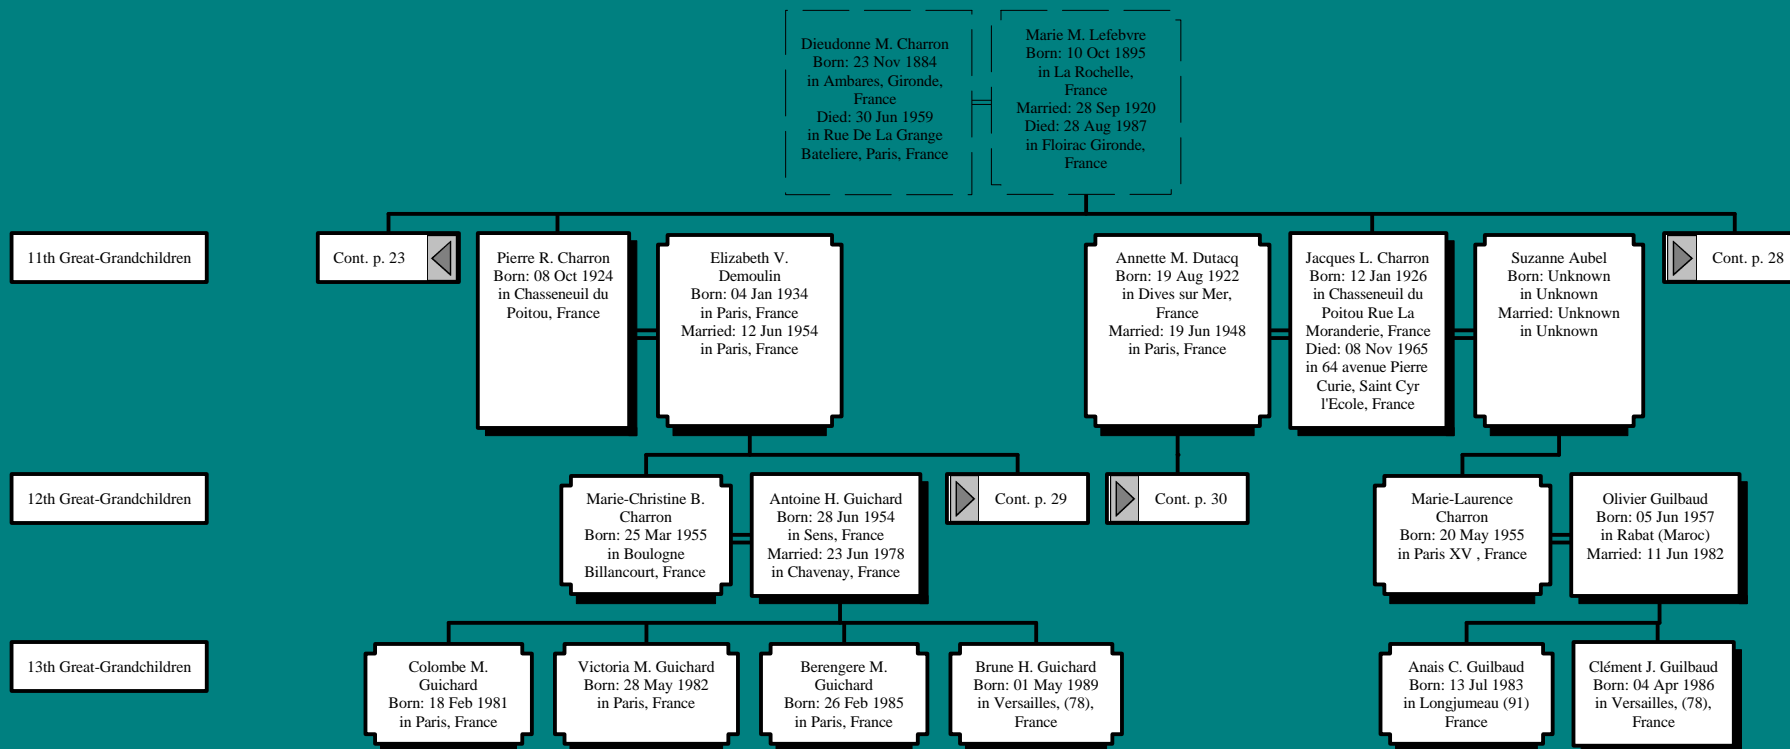 Dieudonne M. Charron
Born: 23 Nov 1884
in Ambares, Gironde,
France
Died: 30 Jun 1959
in Rue De La Grange
Bateliere, Paris, France
Marie M. Lefebvre
Born: 10 Oct 1895
in La Rochelle,
France
Married: 28 Sep 1920
Died: 28 Aug 1987
in Floirac Gironde,
France
11th Great-Grandchildren
Cont. p. 23
Pierre R. Charron
Born: 08 Oct 1924
in Chasseneuil du
Poitou, France
Elizabeth V.
Demoulin
Born: 04 Jan 1934
in Paris, France
Married: 12 Jun 1954
in Paris, France
Annette M. Dutacq
Born: 19 Aug 1922
in Dives sur Mer,
France
Married: 19 Jun 1948
in Paris, France
Jacques L. Charron
Born: 12 Jan 1926
in Chasseneuil du
Poitou Rue La
Moranderie, France
Died: 08 Nov 1965
in 64 avenue Pierre
Curie, Saint Cyr
l'Ecole, France
Suzanne Aubel
Born: Unknown
in Unknown
Married: Unknown
in Unknown
Cont. p. 28
12th Great-Grandchildren
Marie-Christine B.
Charron
Born: 25 Mar 1955
in Boulogne
Billancourt, France
Antoine H. Guichard
Born: 28 Jun 1954
in Sens, France
Married: 23 Jun 1978
in Chavenay, France
Cont. p. 29
Cont. p. 30
Marie-Laurence
Charron
Born: 20 May 1955
in Paris XV , France
Olivier Guilbaud
Born: 05 Jun 1957
in Rabat (Maroc)
Married: 11 Jun 1982
13th Great-Grandchildren
Colombe M.
Guichard
Born: 18 Feb 1981
in Paris, France
Victoria M. Guichard
Born: 28 May 1982
in Paris, France
Berengere M.
Guichard
Born: 26 Feb 1985
in Paris, France
Brune H. Guichard
Born: 01 May 1989
in Versailles, (78),
France
Anais C. Guilbaud
Born: 13 Jul 1983
in Longjumeau (91)
France
Clément J. Guilbaud
Born: 04 Apr 1986
in Versailles, (78),
France